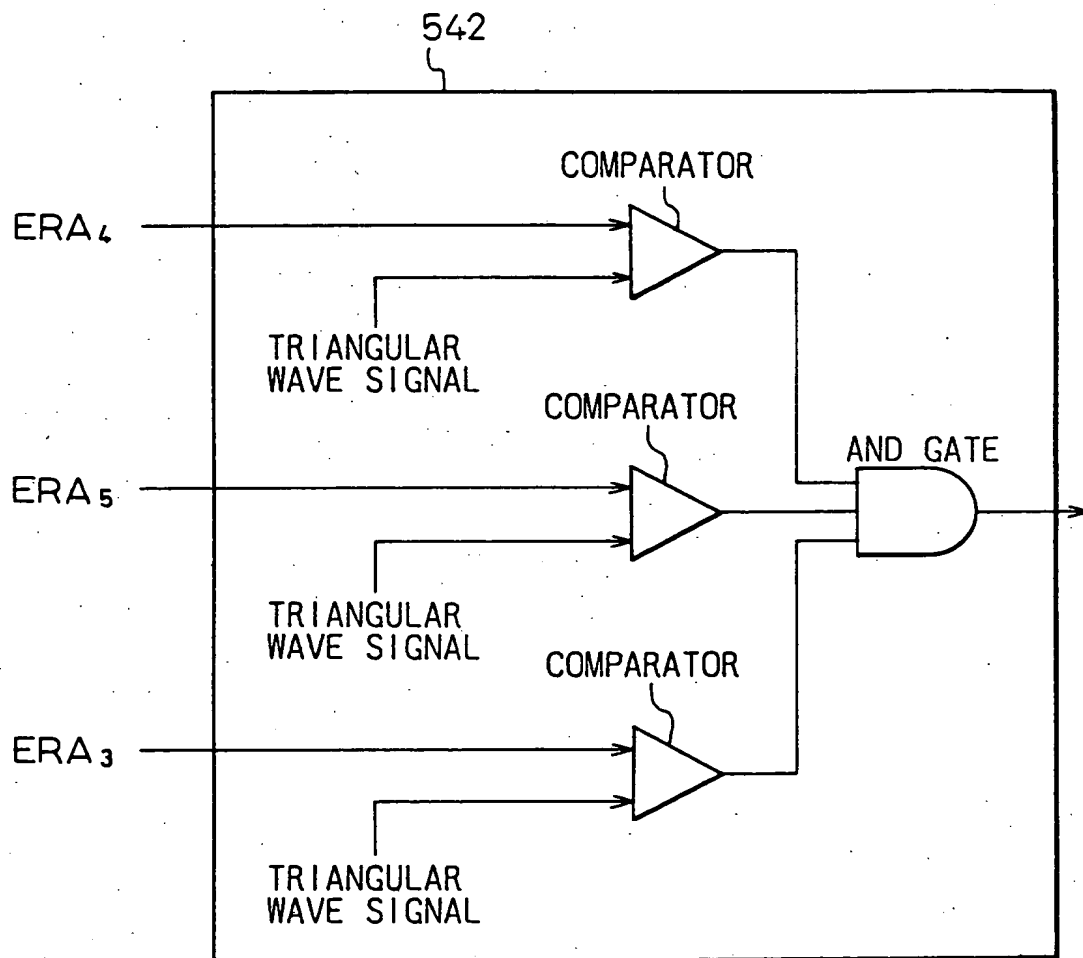 542
COMPARATOR
ERA4
TRIANGULAR
WAVE SIGNAL
COMPARATOR
AND GATE
ERA5
TRIANGULAR
WAVE SIGNAL
COMPARATOR
ERA3
TRIANGULAR
WAVE SIGNAL